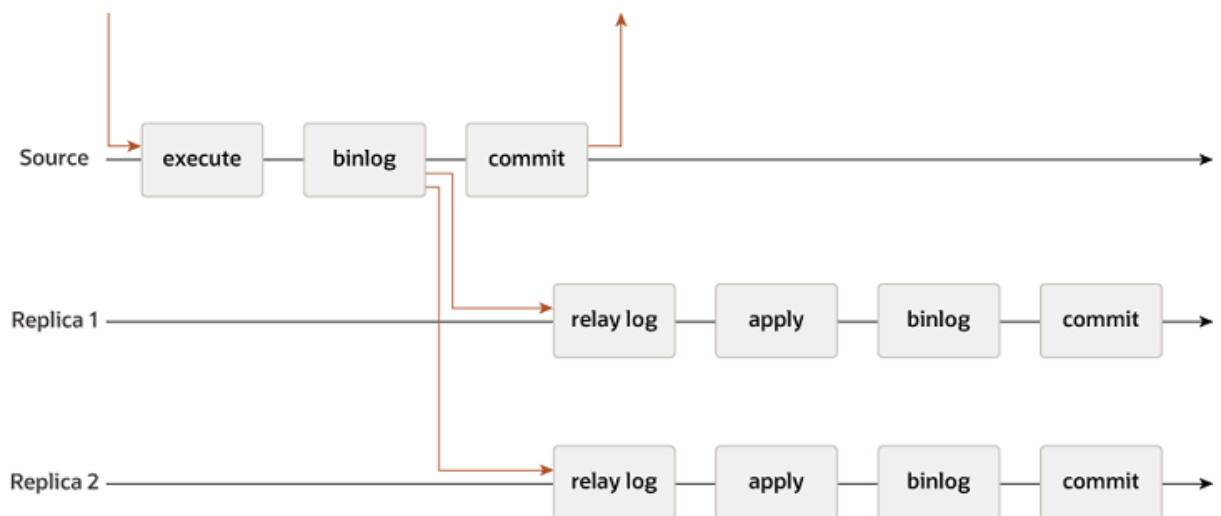 Source execute binlog commit
Replica 1 relay log apply binlog commit
Replica 2 relay log apply binlog commit